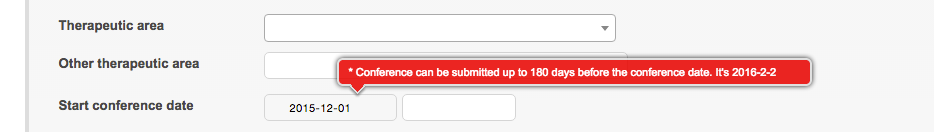 Therapeutic area
Other therapeutic area
* Conference can be submitted up to 180 days before the conference date. It's 2016-2-2
Start conference date
2015-12-01